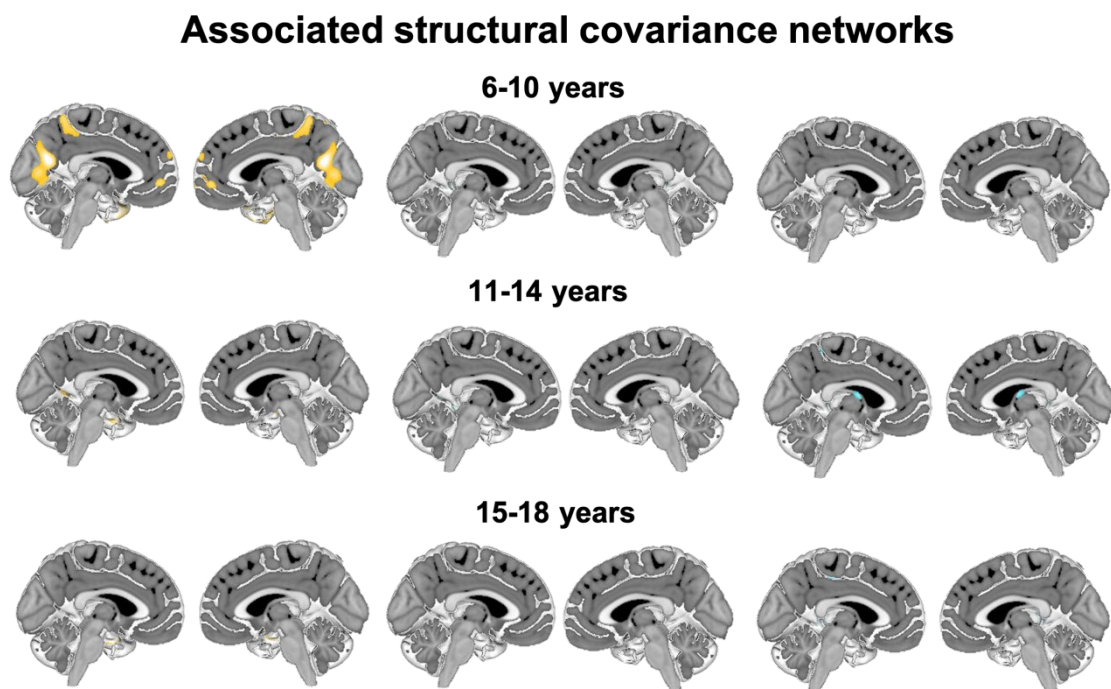 Associated structural covariance networks
6-10 years
11-14 years
15-18 years